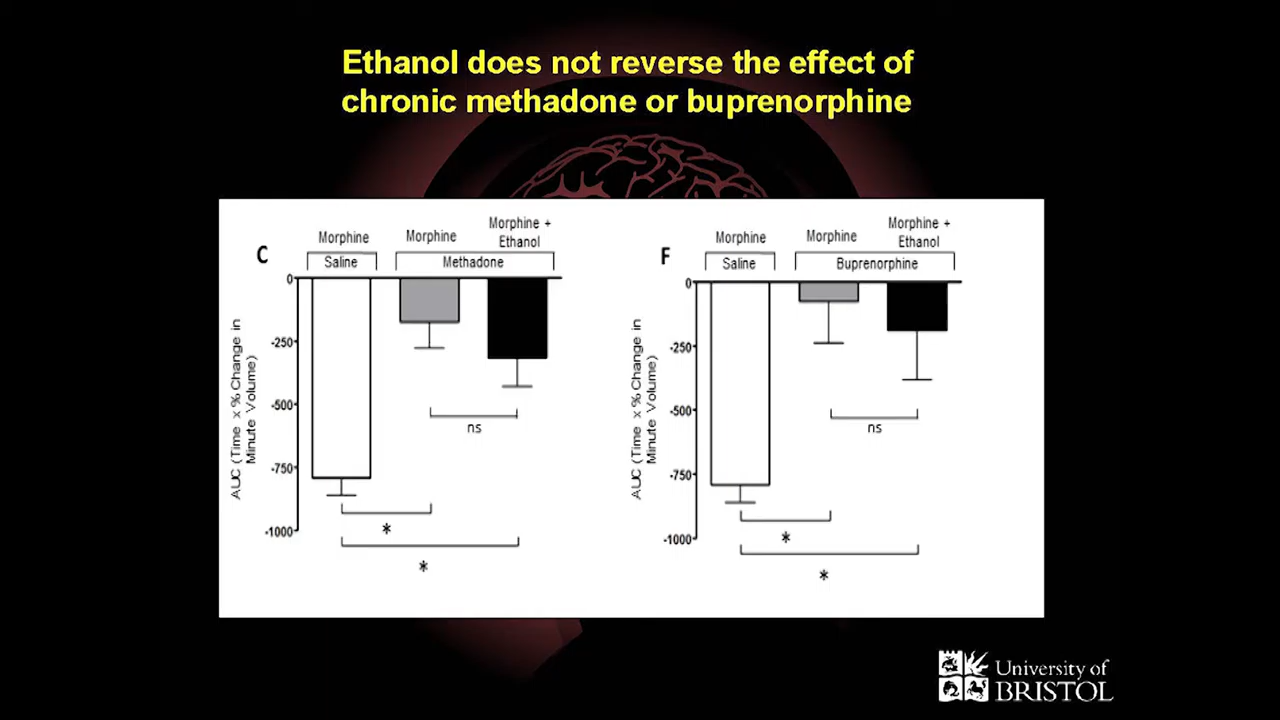 Ethanol does not reverse the effect of
chronic methadone or buprenorphine
C
Morphine
Morphine
Morphine +
Ethanol
Saline
Methadone
AUC (Time x % Change in
Minute Volume)
0
-250
-500
-750
-1000
ns
*
*
F
Morphine
Morphine
Morphine +
Ethanol
Saline
Buprenorphine
AUC (Time x % Change in
Minute Volume)
0
-250
-500
-750
-1000
ns
*
*
University of
BRISTOL